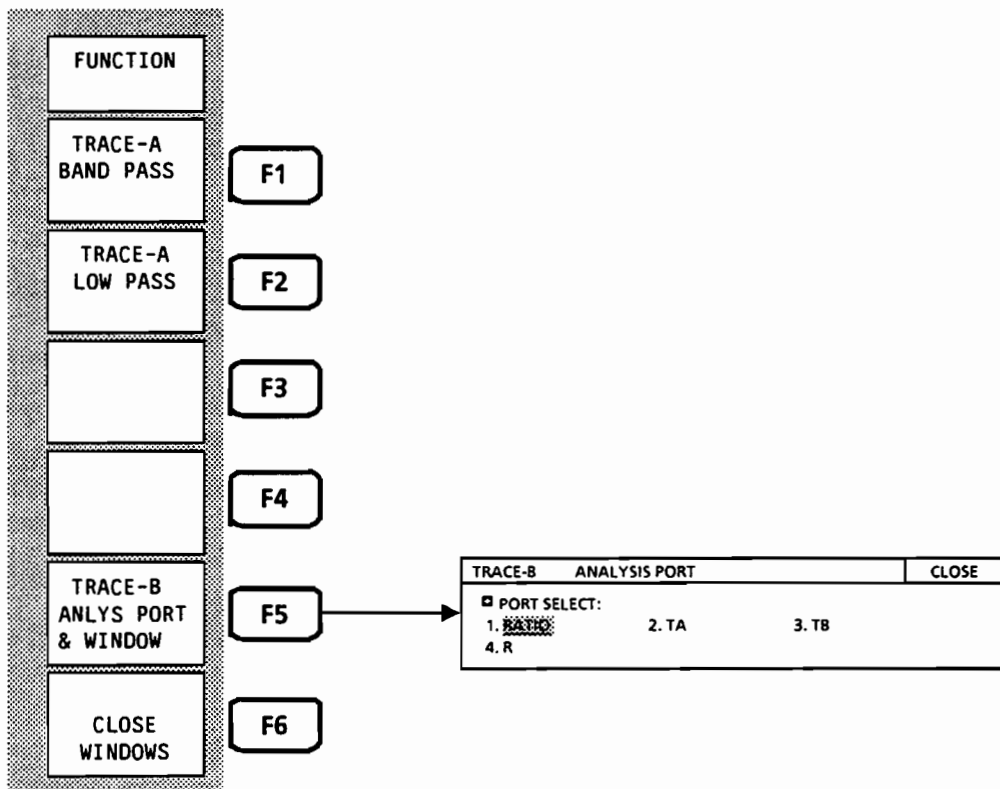 FUNCTION
TRACE-A
BAND PASS
F1
TRACE-A
LOW PASS
F2
F3
F4
TRACE-B
ANLYS PORT
& WINDOW
F5
TRACE-B ANALYSIS PORT CLOSE
PORT SELECT:
1. RATIO 2. TA 3. TB
4. R
CLOSE
WINDOWS
F6